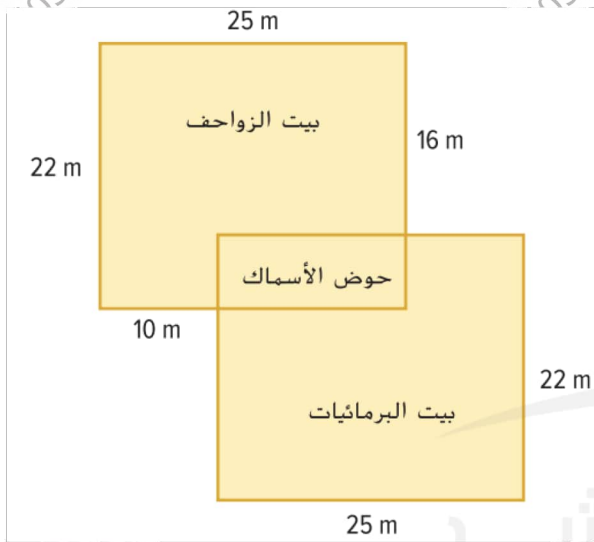 25 m
بيت الزواحف
16 m
22 m
حوض الأسماك
10 m
22 m
بيت البرمائيات
25 m